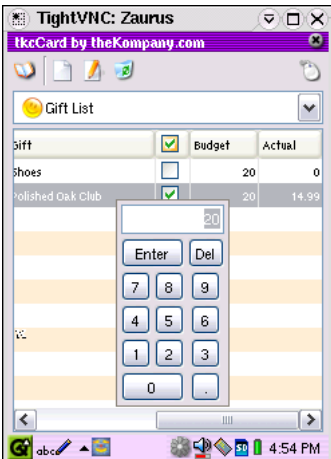 TightVNC: Zaurus
tkcCard by theKompany.com
Gift List
Gift Budget Actual
Shoes 20 0
Polished Oak Club 20 14.99
20
Enter Del
7 8 9
4 5 6
1 2 3
0 .
abc SD 4:54 PM